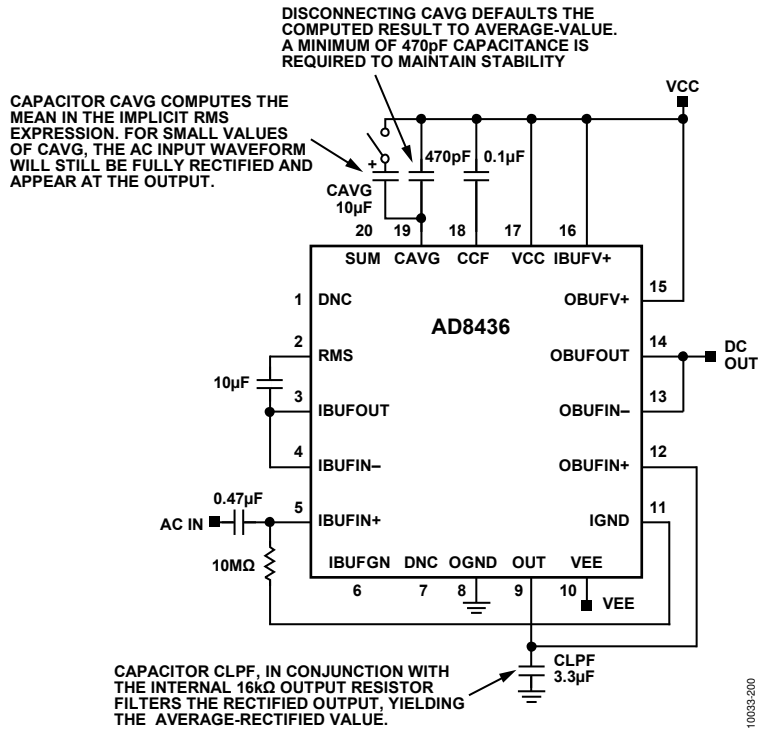 DISCONNECTING CAVG DEFAULTS THE
COMPUTED RESULT TO AVERAGE-VALUE.
A MINIMUM OF 470pF CAPACITANCE IS
REQUIRED TO MAINTAIN STABILITY
CAPACITOR CAVG COMPUTES THE
MEAN IN THE IMPLICIT RMS
EXPRESSION. FOR SMALL VALUES
OF CAVG, THE AC INPUT WAVEFORM
WILL STILL BE FULLY RECTIFIED AND
APPEAR AT THE OUTPUT.
VCC
+
CAVG
10µF
470pF
0.1µF
20 19 18 17 16
SUM CAVG CCF VCC IBUFV+
AD8436
1 DNC
2 RMS
10µF
3 IBUFOUT
4 IBUFIN–
0.47µF
AC IN
5 IBUFIN+
10MΩ
OBUFV+ 15
OBUFOUT 14
DC
OUT
OBUFIN– 13
OBUFIN+ 12
IGND 11
IBUFGN DNC OGND OUT VEE
6 7 8 9 10
VEE
CLPF
3.3µF
CAPACITOR CLPF, IN CONJUNCTION WITH
THE INTERNAL 16kΩ OUTPUT RESISTOR
FILTERS THE RECTIFIED OUTPUT, YIELDING
THE AVERAGE-RECTIFIED VALUE.
10033-200